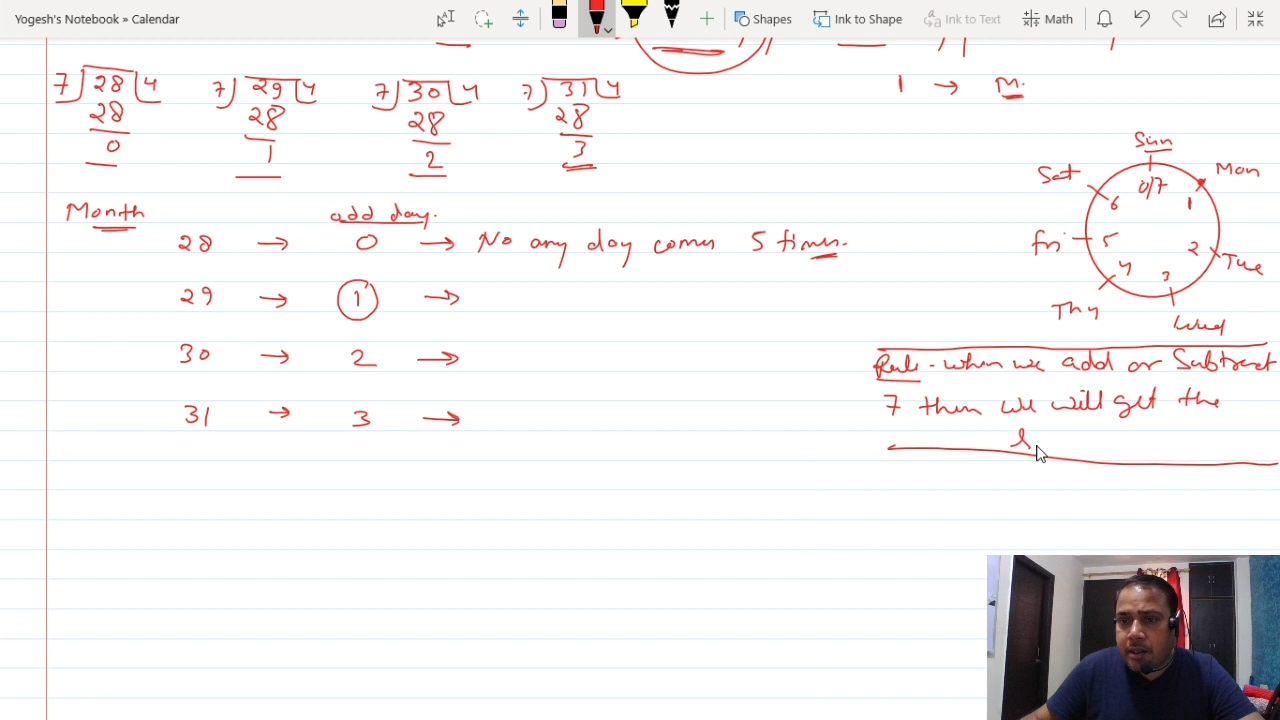 Yogesh's Notebook » Calendar
Shapes
Ink to Shape
Ink to Text
Math
7) 28 ( 4
28
0
7) 29 ( 4
28
1
7) 30 ( 4
28
2
7) 31 ( 4
28
3
1 → M.
Month
add day.
28 → 0 → No any day comes 5 times.
29 → 1 →
30 → 2 →
31 → 3 →
Sun
Mon
Tue
Wed
Thu
Fri
Sat
0/7
1
2
3
4
5
6
Rule - when we add or Subtract
7 then we will get the